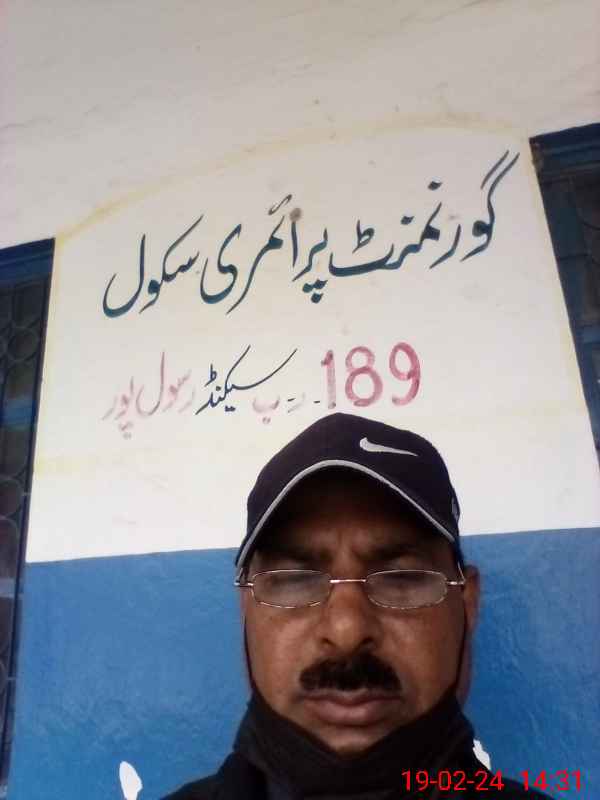 گورنمنٹ پرائمری سکول
189۔ ر۔ ب سیکنڈ رسول پور
19-02-24 14:31